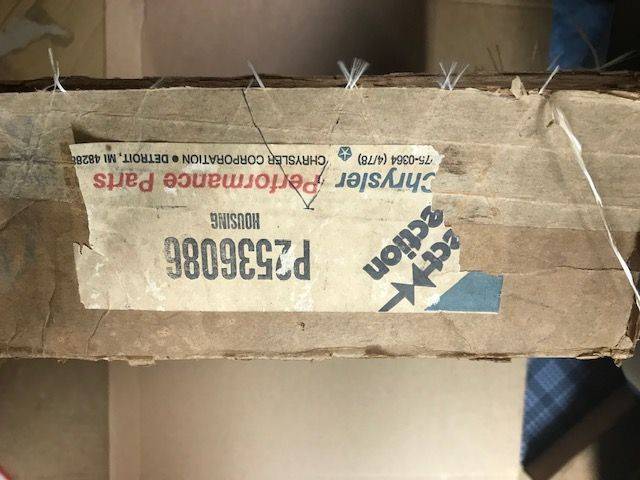 ect
ection
P2536086
HOUSING
Chrysler Performance Parts
75-0364 (4/78) CHRYSLER CORPORATION ● DETROIT, MI 48288